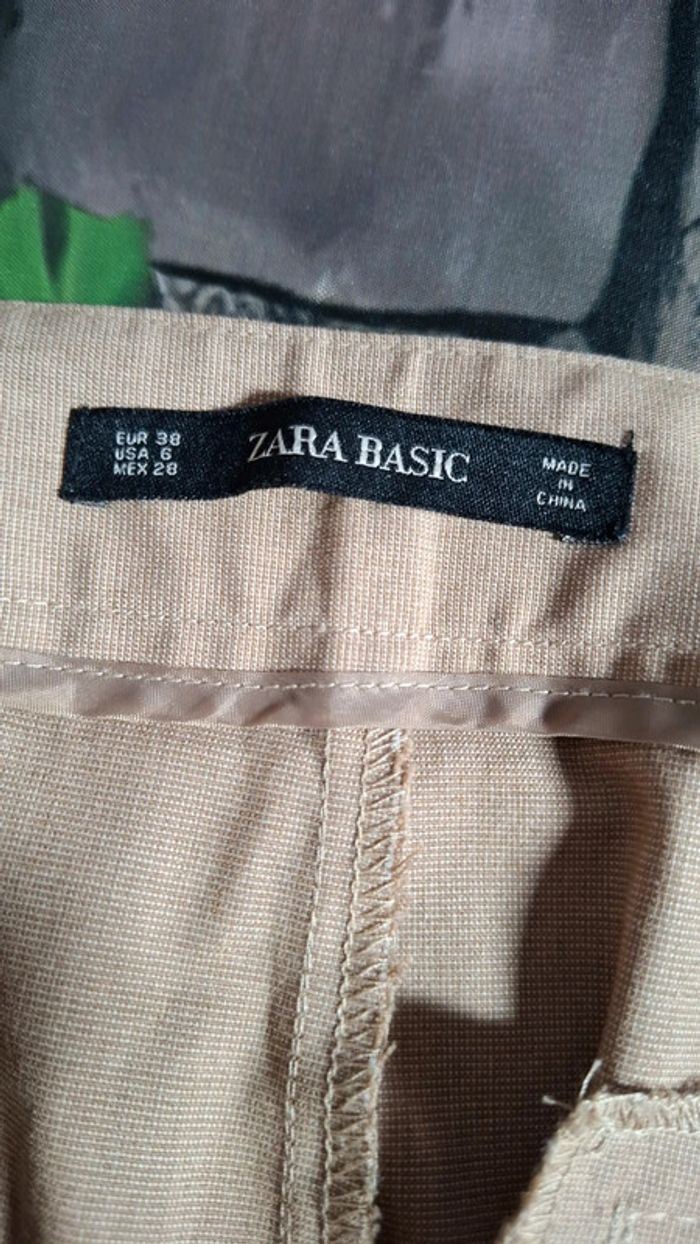 EUR 38
USA 6
MEX 28
ZARA BASIC
MADE
IN
CHINA